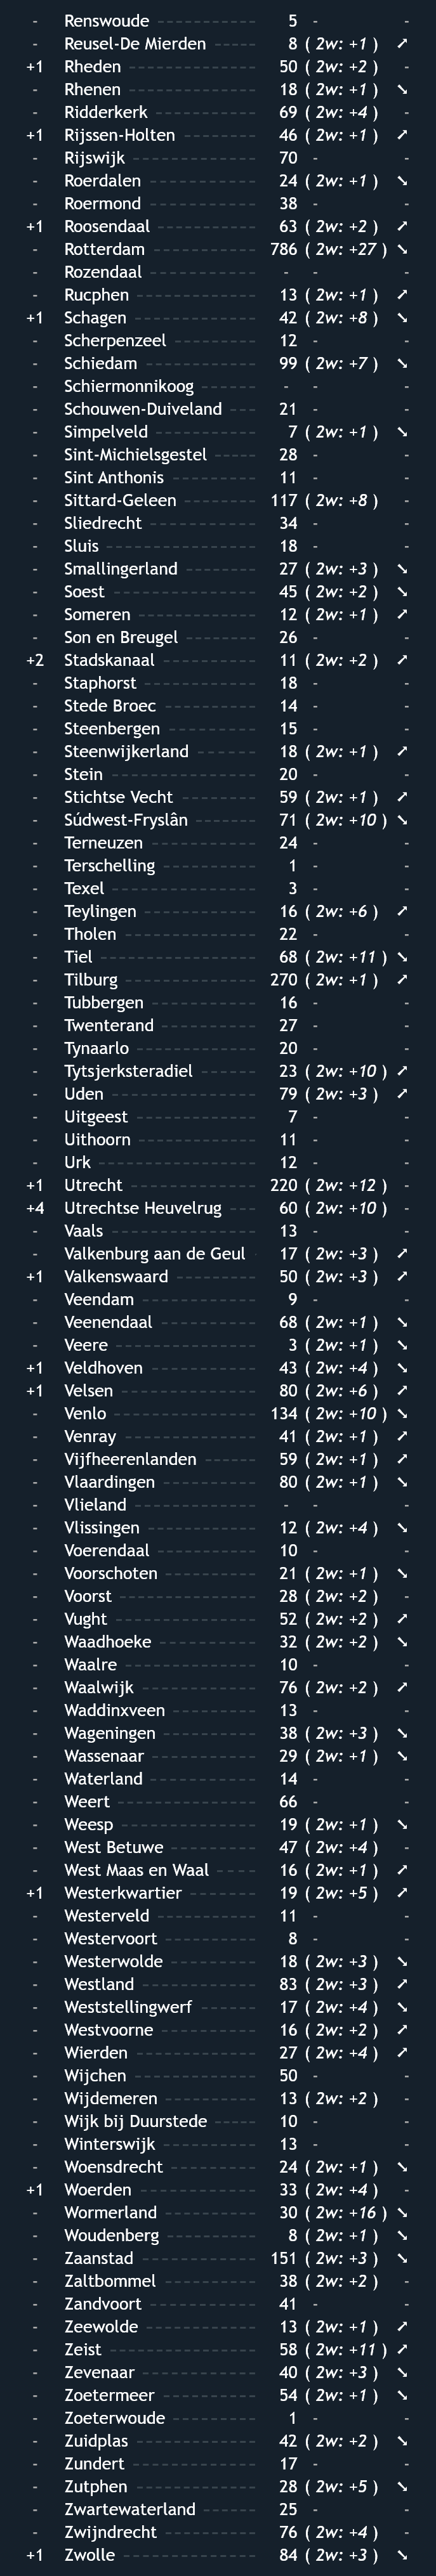 - Renswoude 5 - -
- Reusel-De Mierden 8 ( 2w: +1 ) ➚
+1 Rheden 50 ( 2w: +2 ) -
- Rhenen 18 ( 2w: +1 ) ➘
- Ridderkerk 69 ( 2w: +4 ) -
+1 Rijssen-Holten 46 ( 2w: +1 ) ➚
- Rijswijk 70 - -
- Roerdalen 24 ( 2w: +1 ) ➘
- Roermond 38 - -
+1 Roosendaal 63 ( 2w: +2 ) ➚
- Rotterdam 786 ( 2w: +27 ) ➘
- Rozendaal - - -
- Rucphen 13 ( 2w: +1 ) ➚
+1 Schagen 42 ( 2w: +8 ) ➘
- Scherpenzeel 12 - -
- Schiedam 99 ( 2w: +7 ) ➘
- Schiermonnikoog - - -
- Schouwen-Duiveland 21 - -
- Simpelveld 7 ( 2w: +1 ) ➘
- Sint-Michielsgestel 28 - -
- Sint Anthonis 11 - -
- Sittard-Geleen 117 ( 2w: +8 ) -
- Sliedrecht 34 - -
- Sluis 18 - -
- Smallingerland 27 ( 2w: +3 ) ➘
- Soest 45 ( 2w: +2 ) ➘
- Someren 12 ( 2w: +1 ) ➚
- Son en Breugel 26 - -
+2 Stadskanaal 11 ( 2w: +2 ) ➚
- Staphorst 18 - -
- Stede Broec 14 - -
- Steenbergen 15 - -
- Steenwijkerland 18 ( 2w: +1 ) ➚
- Stein 20 - -
- Stichtse Vecht 59 ( 2w: +1 ) ➚
- Súdwest-Fryslân 71 ( 2w: +10 ) ➘
- Terneuzen 24 - -
- Terschelling 1 - -
- Texel 3 - -
- Teylingen 16 ( 2w: +6 ) ➚
- Tholen 22 - -
- Tiel 68 ( 2w: +11 ) ➘
- Tilburg 270 ( 2w: +1 ) ➚
- Tubbergen 16 - -
- Twenterand 27 - -
- Tynaarlo 20 - -
- Tytsjerksteradiel 23 ( 2w: +10 ) ➚
- Uden 79 ( 2w: +3 ) ➚
- Uitgeest 7 - -
- Uithoorn 11 - -
- Urk 12 - -
+1 Utrecht 220 ( 2w: +12 ) -
+4 Utrechtse Heuvelrug 60 ( 2w: +10 ) -
- Vaals 13 - -
- Valkenburg aan de Geul 17 ( 2w: +3 ) ➚
+1 Valkenswaard 50 ( 2w: +3 ) ➚
- Veendam 9 - -
- Veenendaal 68 ( 2w: +1 ) ➘
- Veere 3 ( 2w: +1 ) ➘
+1 Veldhoven 43 ( 2w: +4 ) ➘
+1 Velsen 80 ( 2w: +6 ) ➚
- Venlo 134 ( 2w: +10 ) ➘
- Venray 41 ( 2w: +1 ) ➚
- Vijfheerenlanden 59 ( 2w: +1 ) ➚
- Vlaardingen 80 ( 2w: +1 ) ➘
- Vlieland - - -
- Vlissingen 12 ( 2w: +4 ) ➘
- Voerendaal 10 - -
- Voorschoten 21 ( 2w: +1 ) ➘
- Voorst 28 ( 2w: +2 ) -
- Vught 52 ( 2w: +2 ) ➚
- Waadhoeke 32 ( 2w: +2 ) ➘
- Waalre 10 - -
- Waalwijk 76 ( 2w: +2 ) ➚
- Waddinxveen 13 - -
- Wageningen 38 ( 2w: +3 ) ➘
- Wassenaar 29 ( 2w: +1 ) ➘
- Waterland 14 - -
- Weert 66 - -
- Weesp 19 ( 2w: +1 ) ➘
- West Betuwe 47 ( 2w: +4 ) -
- West Maas en Waal 16 ( 2w: +1 ) ➚
+1 Westerkwartier 19 ( 2w: +5 ) ➚
- Westerveld 11 - -
- Westervoort 8 - -
- Westerwolde 18 ( 2w: +3 ) ➘
- Westland 83 ( 2w: +3 ) ➚
- Weststellingwerf 17 ( 2w: +4 ) ➘
- Westvoorne 16 ( 2w: +2 ) ➚
- Wierden 27 ( 2w: +4 ) ➚
- Wijchen 50 - -
- Wijdemeren 13 ( 2w: +2 ) -
- Wijk bij Duurstede 10 - -
- Winterswijk 13 - -
- Woensdrecht 24 ( 2w: +1 ) ➘
+1 Woerden 33 ( 2w: +4 ) -
- Wormerland 30 ( 2w: +16 ) ➘
- Woudenberg 8 ( 2w: +1 ) ➘
- Zaanstad 151 ( 2w: +3 ) ➘
- Zaltbommel 38 ( 2w: +2 ) -
- Zandvoort 41 - -
- Zeewolde 13 ( 2w: +1 ) ➚
- Zeist 58 ( 2w: +11 ) ➚
- Zevenaar 40 ( 2w: +3 ) ➘
- Zoetermeer 54 ( 2w: +1 ) ➘
- Zoeterwoude 1 - -
- Zuidplas 42 ( 2w: +2 ) ➘
- Zundert 17 - -
- Zutphen 28 ( 2w: +5 ) ➘
- Zwartewaterland 25 - -
- Zwijndrecht 76 ( 2w: +4 ) -
+1 Zwolle 84 ( 2w: +3 ) ➘